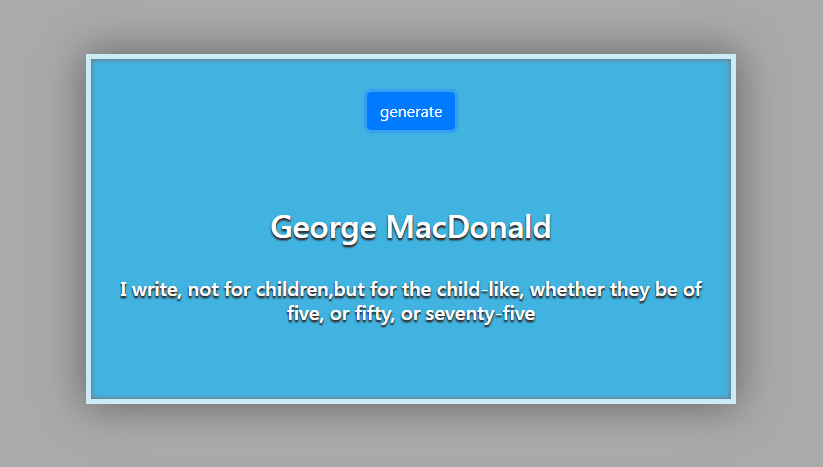 generate
George MacDonald
I write, not for children,but for the child-like, whether they be of
five, or fifty, or seventy-five